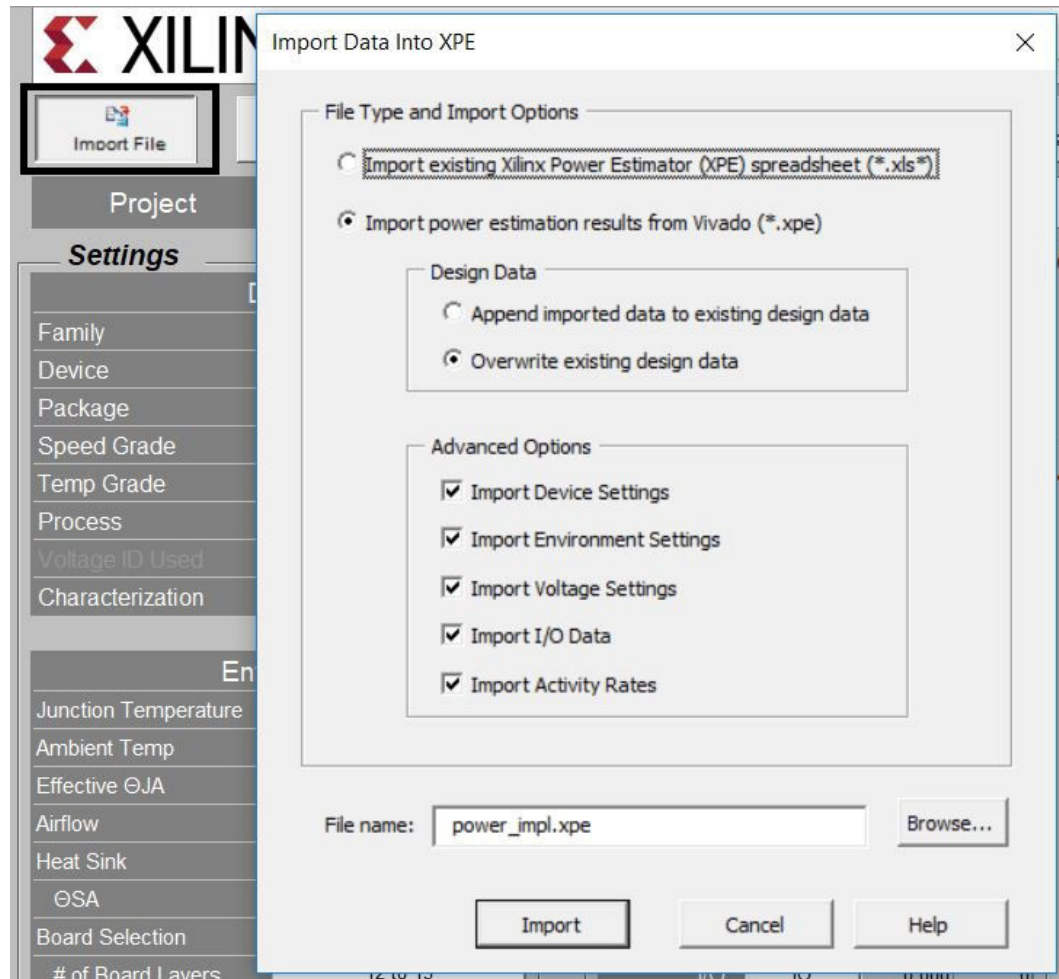 XILIN
Import Data Into XPE
Import File
Project
Settings
Family
Device
Package
Speed Grade
Temp Grade
Process
Voltage ID Used
Characterization
En
Junction Temperature
Ambient Temp
Effective ΘJA
Airflow
Heat Sink
ΘSA
Board Selection
# of Board Layers
12 to 15
File Type and Import Options
Import existing Xilinx Power Estimator (XPE) spreadsheet (*.xls*)
Import power estimation results from Vivado (*.xpe)
Design Data
Append imported data to existing design data
Overwrite existing design data
Advanced Options
Import Device Settings
Import Environment Settings
Import Voltage Settings
Import I/O Data
Import Activity Rates
File name:
power_impl.xpe
Browse...
Import
Cancel
Help